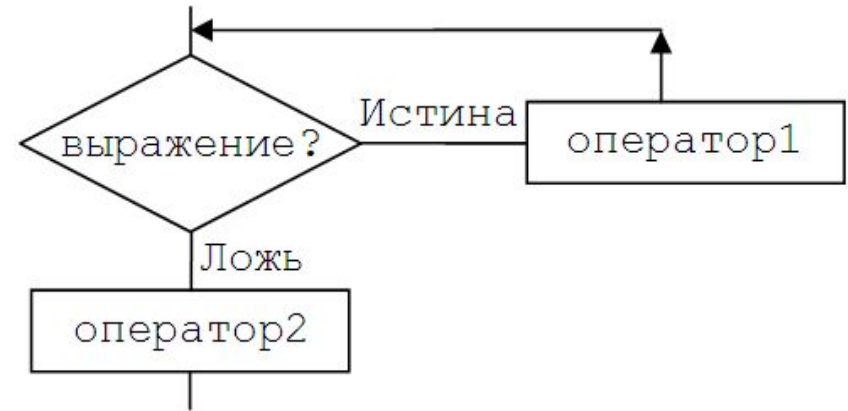 Истина
выражение?
оператор1
Ложь
оператор2